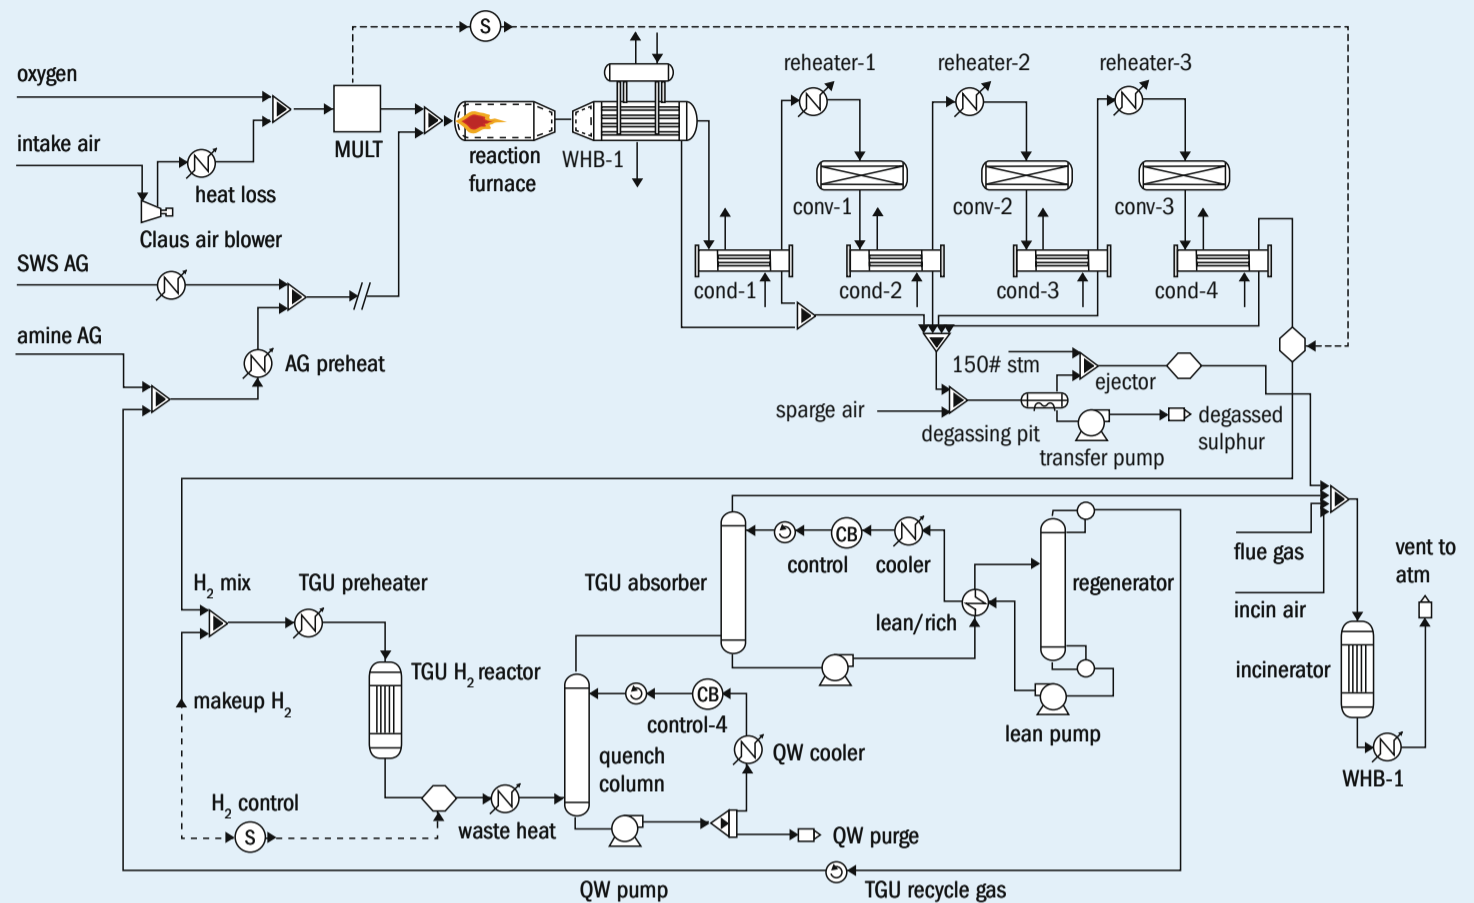 S
oxygen
intake air
MULT
heat loss
Claus air blower
SWS AG
amine AG
AG preheat
reaction
furnace
WHB-1
reheater-1
reheater-2
reheater-3
conv-1
conv-2
conv-3
cond-1
cond-2
cond-3
cond-4
150# stm
ejector
sparge air
degassing pit
transfer pump
degassed
sulphur
H2 mix
TGU preheater
TGU H2 reactor
makeup H2
H2 control
S
waste heat
quench
column
CB
control-4
QW cooler
QW purge
QW pump
TGU recycle gas
TGU absorber
CB
control
cooler
lean/rich
regenerator
lean pump
flue gas
incin air
incinerator
vent to
atm
WHB-1